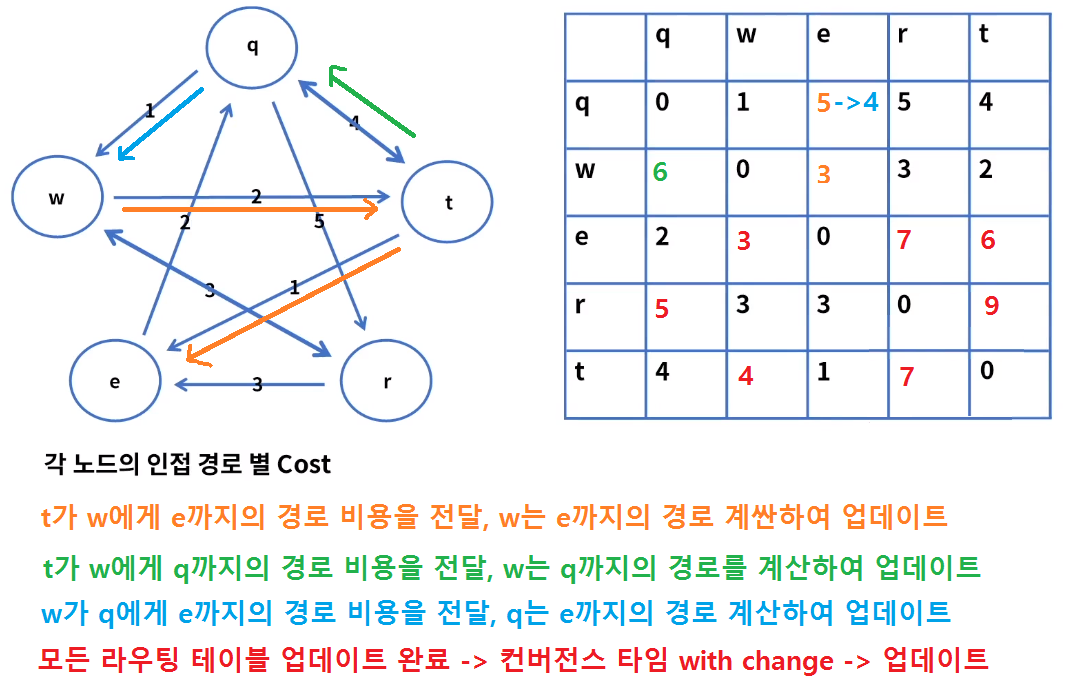 q
1
4
w
2
t
2
5
3
1
e
3
r
q w e r t
q 0 1 5->4 5 4
w 6 0 3 3 2
e 2 3 0 7 6
r 5 3 3 0 9
t 4 4 1 7 0
각 노드의 인접 경로 별 Cost
t가 w에게 e까지의 경로 비용을 전달, w는 e까지의 경로 계싼하여 업데이트
t가 w에게 q까지의 경로 비용을 전달, w는 q까지의 경로를 계산하여 업데이트
w가 q에게 e까지의 경로 비용을 전달, q는 e까지의 경로 계산하여 업데이트
모든 라우팅 테이블 업데이트 완료 -> 컨버전스 타임 with change -> 업데이트